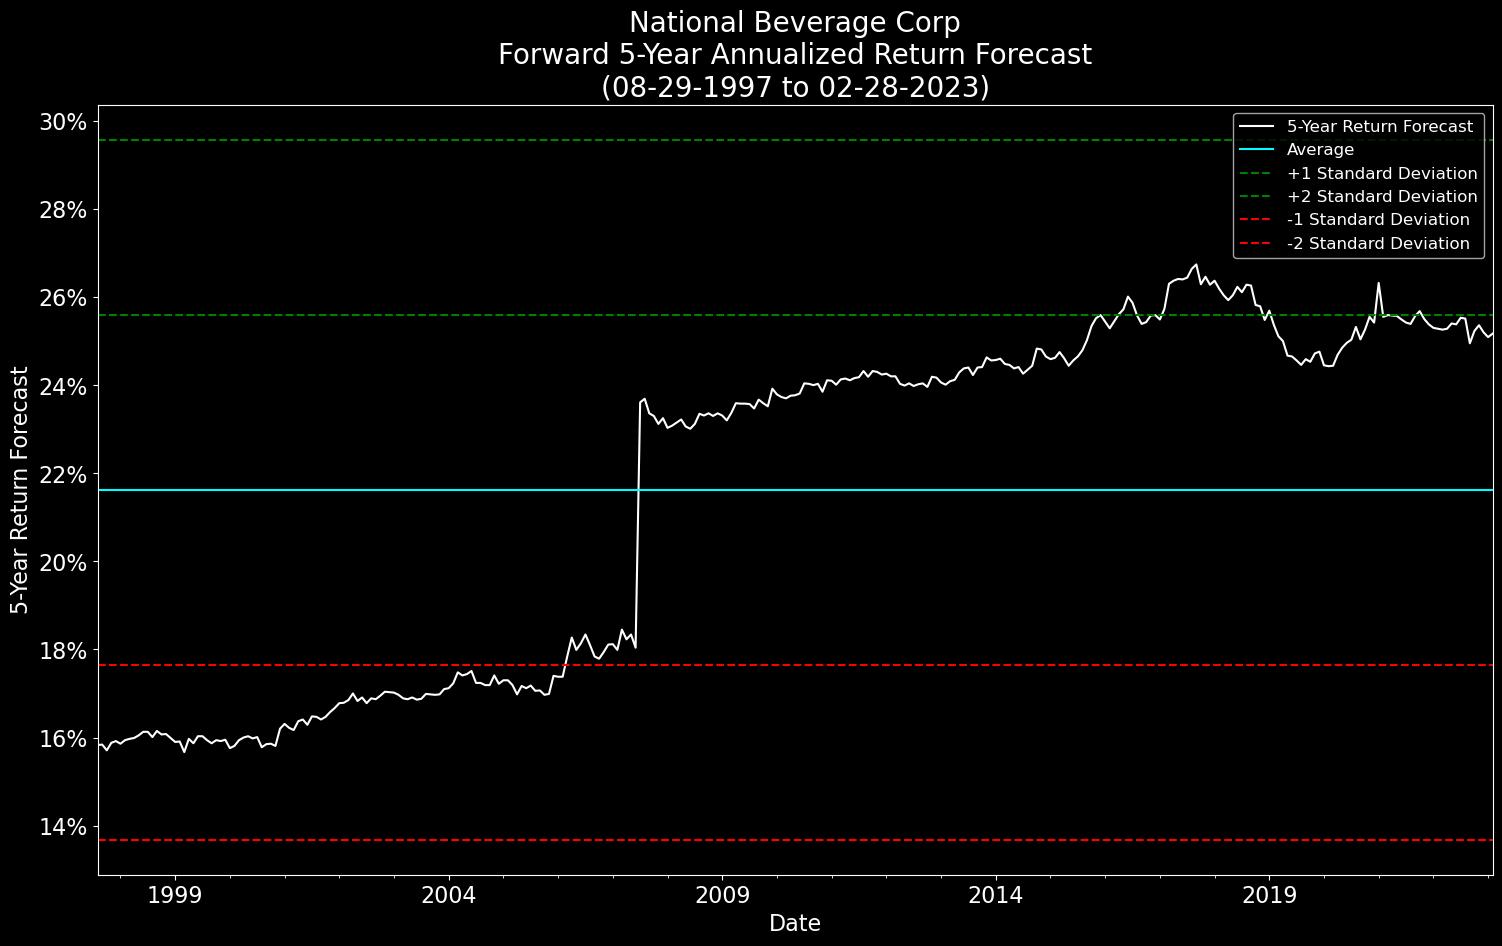 National Beverage Corp
Forward 5-Year Annualized Return Forecast
(08-29-1997 to 02-28-2023)
30%
28%
26%
24%
22%
20%
18%
16%
14%
5-Year Return Forecast
5-Year Return Forecast
Average
+1 Standard Deviation
+2 Standard Deviation
-1 Standard Deviation
-2 Standard Deviation
1999
2004
2009
2014
2019
Date